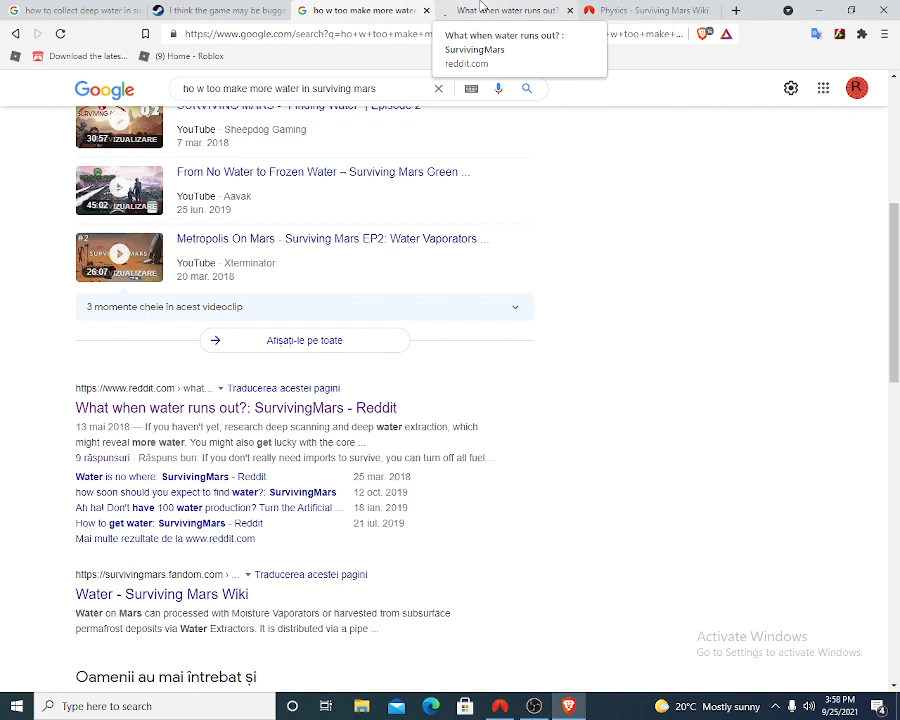 how to collect deep water in sur
I think the game may be bugge
ho w too make more water
What when water runs out?
Physics - Surviving Mars Wiki
https://www.google.com/search?q=ho+w+too+make+m
w+too+make+m...
What when water runs out? :
SurvivingMars
reddit.com
Download the lates...
(9) Home - Roblox
Google
ho w too make more water in surviving mars
R
SURVIVING MARS - Finding Water | Episode 2
30:57
VIZUALIZARE
YouTube · Sheepdog Gaming
7 mar. 2018
From No Water to Frozen Water – Surviving Mars Green ...
45:02
VIZUALIZARE
YouTube · Aavak
25 iun. 2019
#2
Metropolis On Mars - Surviving Mars EP2: Water Vaporators ...
26:07
VIZUALIZARE
YouTube · Xterminator
20 mar. 2018
3 momente cheie în acest videoclip
Afișați-le pe toate
https://www.reddit.com › what... Traducerea acestei pagini
What when water runs out?: SurvivingMars - Reddit
13 mai 2018 — If you haven't yet, research deep scanning and deep water extraction, which
might reveal more water. You might also get lucky with the core ...
9 răspunsuri · Răspuns bun: If you don't really need imports to survive, you can turn off all fuel...
Water is no where: SurvivingMars - Reddit 25 mar. 2018
how soon should you expect to find water?: SurvivingMars 12 oct. 2019
Ah ha! Don't have 100 water production? Turn the Artificial ... 18 ian. 2019
How to get water: SurvivingMars - Reddit 21 iul. 2019
Mai multe rezultate de la www.reddit.com
https://survivingmars.fandom.com › ... Traducerea acestei pagini
Water - Surviving Mars Wiki
Water on Mars can processed with Moisture Vaporators or harvested from subsurface
permafrost deposits via Water Extractors. It is distributed via a pipe ...
Oamenii au mai întrebat și
Activate Windows
Go to Settings to activate Windows.
Type here to search
20°C Mostly sunny
3:58 PM
9/25/2021
4